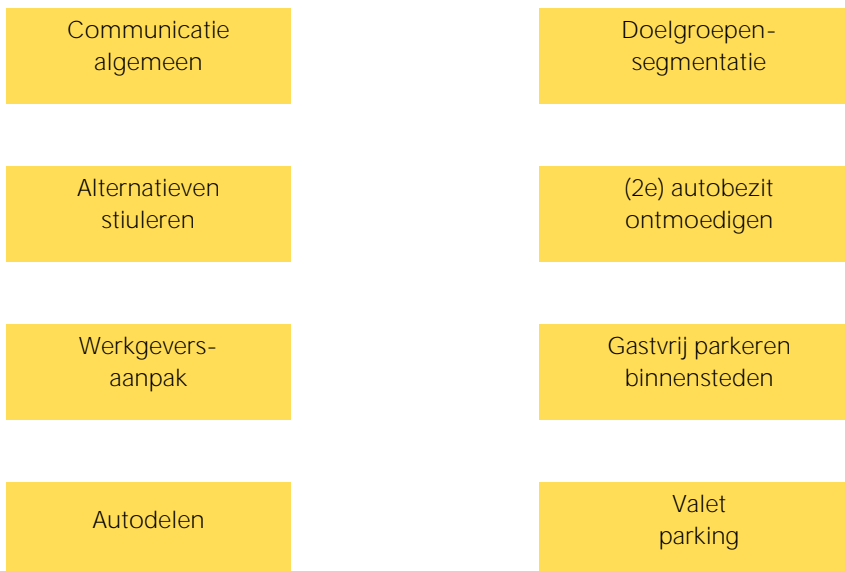 Communicatie
algemeen
Doelgroepen-
segmentatie
Alternatieven
stiuleren
(2e) autobezit
ontmoedigen
Werkgevers-
aanpak
Gastvrij parkeren
binnensteden
Autodelen
Valet
parking